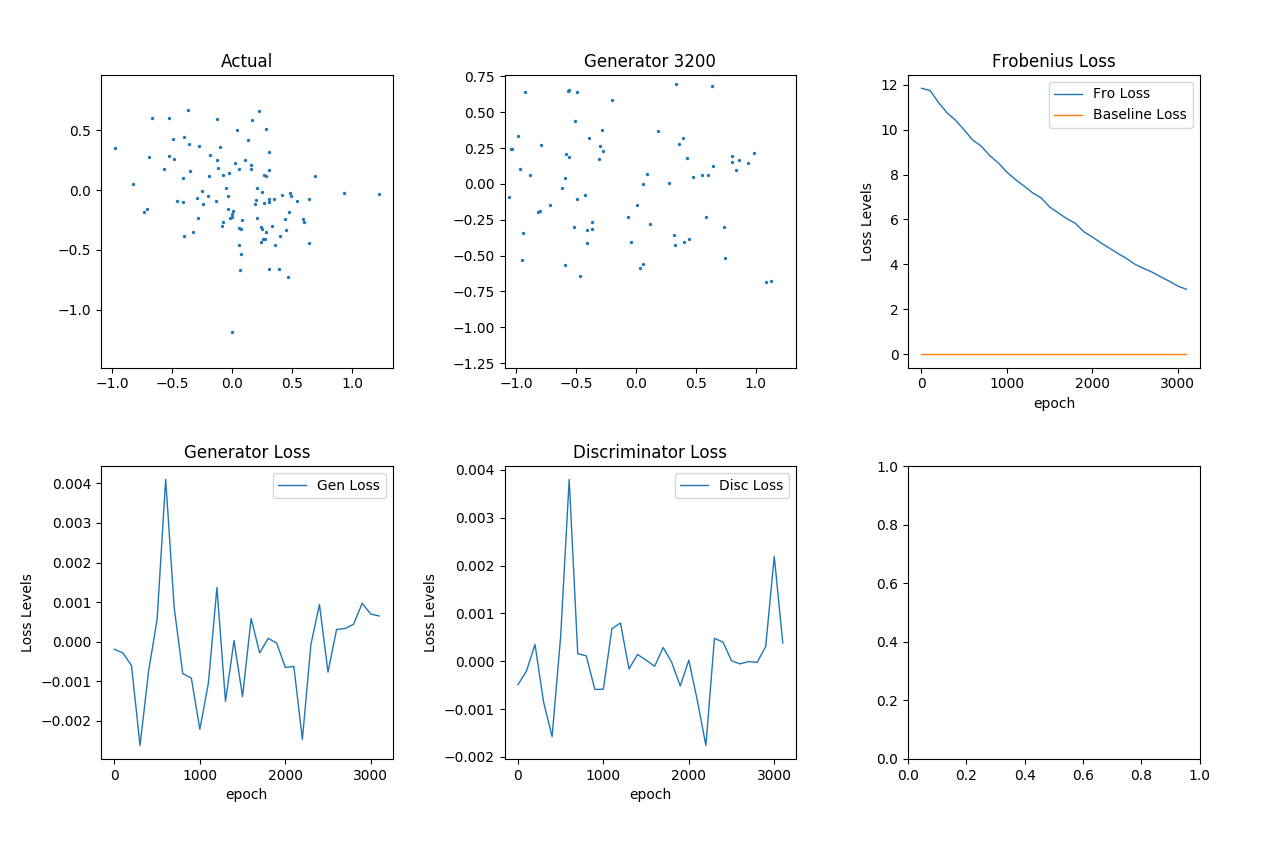 Actual
0.5
0.0
−0.5
−1.0
−1.0 −0.5 0.0 0.5 1.0
Generator 3200
0.75
0.50
0.25
0.00
−0.25
−0.50
−0.75
−1.00
−1.25
−1.0 −0.5 0.0 0.5 1.0
Frobenius Loss
Fro Loss
Baseline Loss
Loss Levels
12
10
8
6
4
2
0
0 1000 2000 3000
epoch
Generator Loss
Gen Loss
Loss Levels
0.004
0.003
0.002
0.001
0.000
−0.001
−0.002
0 1000 2000 3000
epoch
Discriminator Loss
Disc Loss
Loss Levels
0.004
0.003
0.002
0.001
0.000
−0.001
−0.002
0 1000 2000 3000
epoch
1.0
0.8
0.6
0.4
0.2
0.0
0.0 0.2 0.4 0.6 0.8 1.0